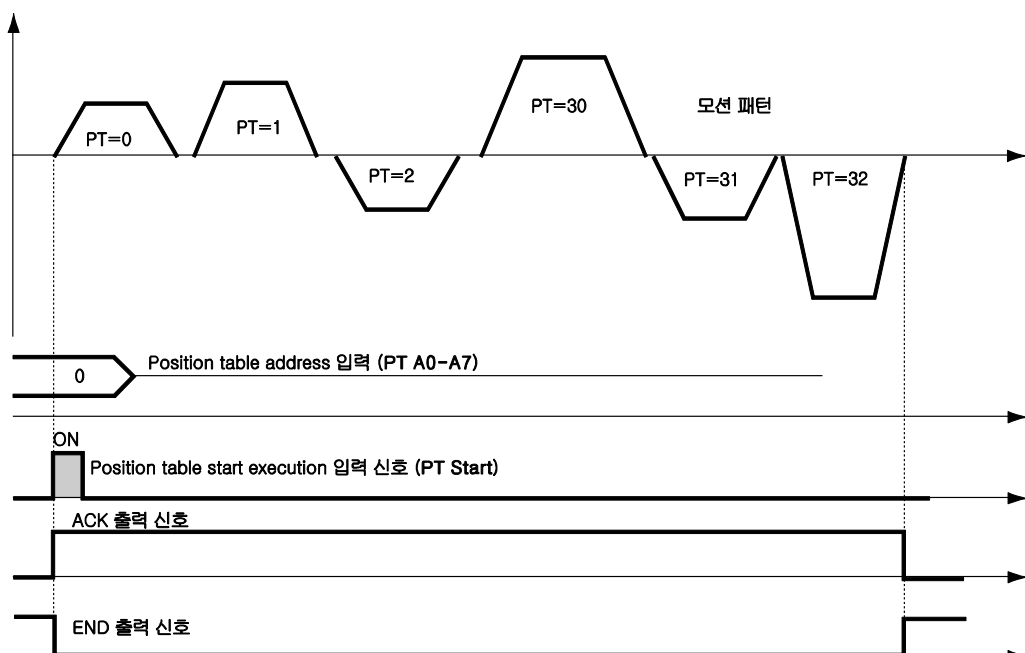 PT=0
PT=1
PT=2
PT=30
모션 패턴
PT=31
PT=32
Position table address 입력 (PT A0-A7)
0
ON
Position table start execution 입력 신호 (PT Start)
ACK 출력 신호
END 출력 신호